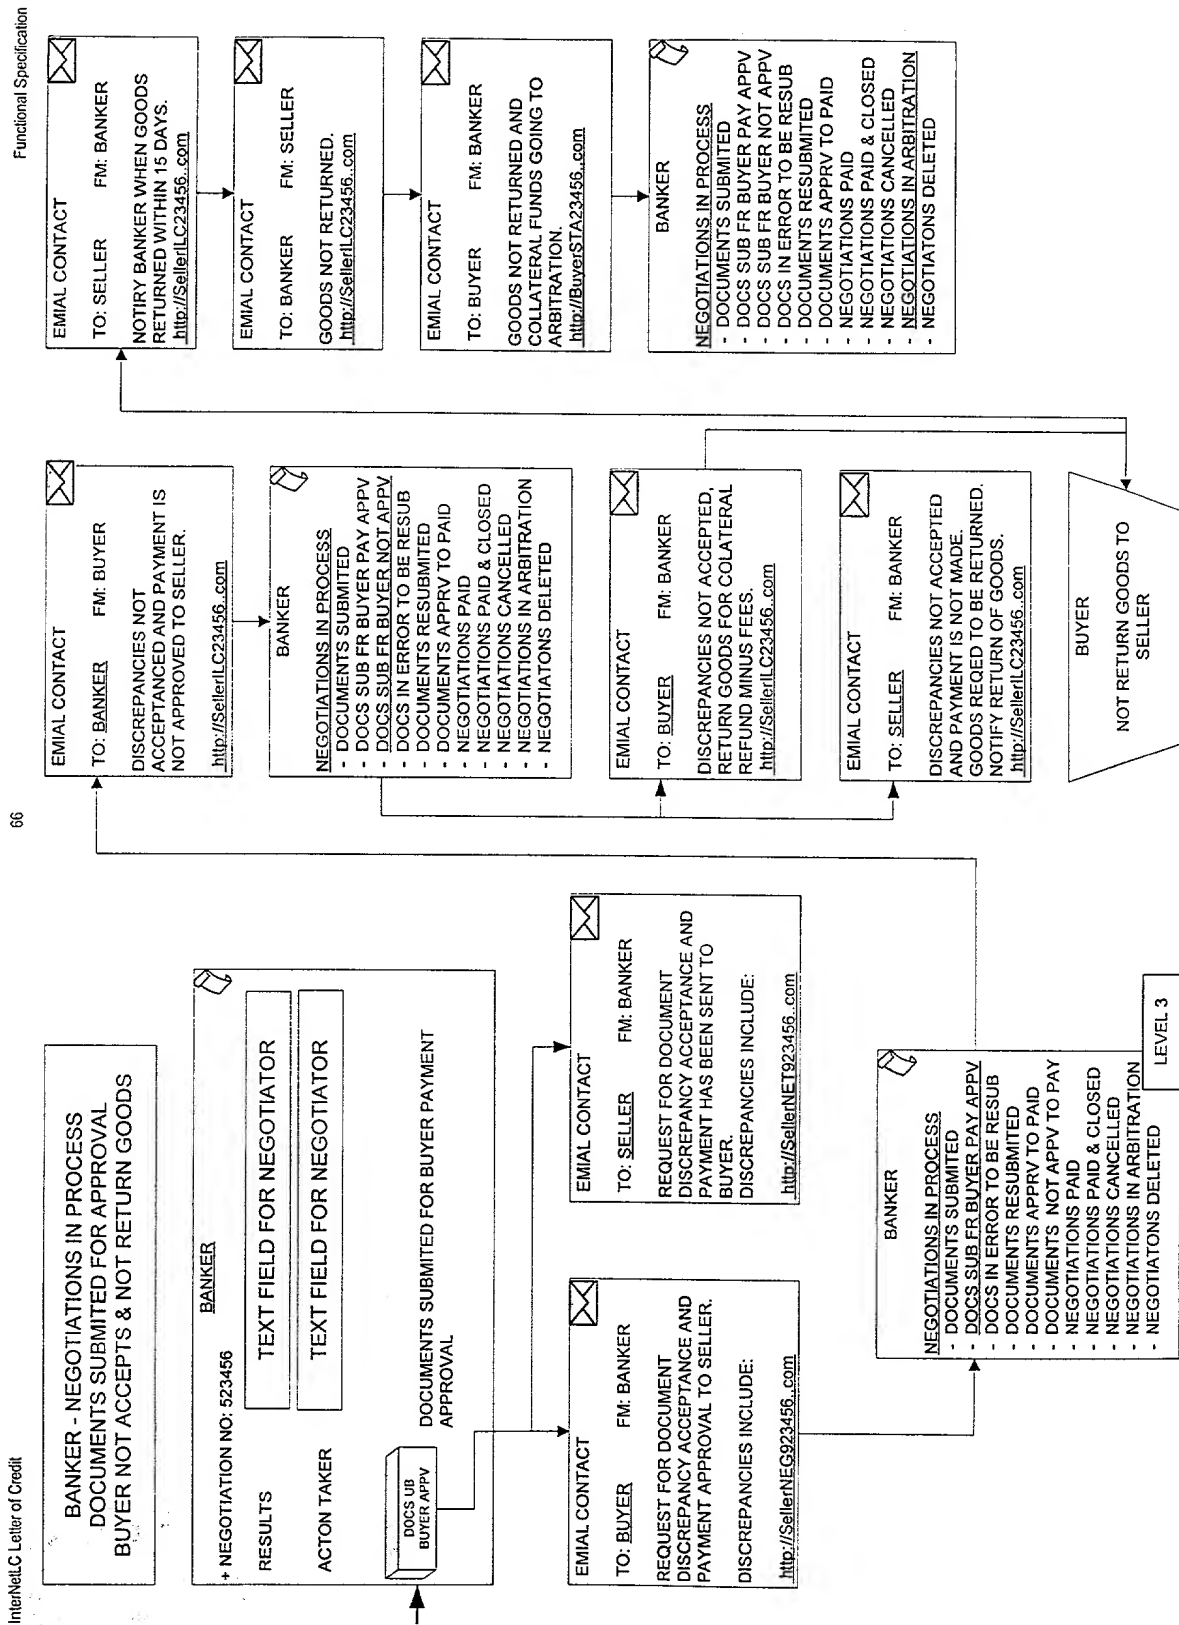 InterNetLC Letter of Credit
66
Functional Specification
BANKER - NEGOTIATIONS IN PROCESS
DOCUMENTS SUBMITED FOR APPROVAL
BUYER NOT ACCEPTS & NOT RETURN GOODS
BANKER
+ NEGOTIATION NO: 523456
RESULTS
TEXT FIELD FOR NEGOTIATOR
ACTON TAKER
TEXT FIELD FOR NEGOTIATOR
DOCS UB
BUYER APPV
DOCUMENTS SUBMITED FOR BUYER PAYMENT
APPROVAL
EMIAL CONTACT
TO: BUYER FM: BANKER
REQUEST FOR DOCUMENT
DISCREPANCY ACCEPTANCE AND
PAYMENT APPROVAL TO SELLER.
DISCREPANCIES INCLUDE:
http://SellerNEG923456..com
EMIAL CONTACT
TO: SELLER FM: BANKER
REQUEST FOR DOCUMENT
DISCREPANCY ACCEPTANCE AND
PAYMENT HAS BEEN SENT TO
BUYER.
DISCREPANCIES INCLUDE:
http://SellerNET923456..com
BANKER
NEGOTIATIONS IN PROCESS
- DOCUMENTS SUBMITTED
- DOCS SUB FR BUYER PAY APPV
- DOCS IN ERROR TO BE RESUB
- DOCUMENTS RESUBMITTED
- DOCUMENTS APPRV TO PAID
- DOCUMENTS NOT APPV TO PAY
- NEGOTIATIONS PAID
- NEGOTIATIONS PAID & CLOSED
- NEGOTIATIONS CANCELLED
- NEGOTIATIONS IN ARBITRATION
- NEGOTIATONS DELETED
LEVEL 3
EMIAL CONTACT
TO: BANKER FM: BUYER
DISCREPANCIES NOT
ACCEPTANCED AND PAYMENT IS
NOT APPROVED TO SELLER.
http://SellerILC23456..com
BANKER
NEGOTIATIONS IN PROCESS
- DOCUMENTS SUBMITTED
- DOCS SUB FR BUYER PAY APPV
- DOCS SUB FR BUYER NOT APPV
- DOCS IN ERROR TO BE RESUB
- DOCUMENTS RESUBMITTED
- DOCUMENTS APPRV TO PAID
- NEGOTIATIONS PAID
- NEGOTIATIONS PAID & CLOSED
- NEGOTIATIONS CANCELLED
- NEGOTIATIONS IN ARBITRATION
- NEGOTIATONS DELETED
EMIAL CONTACT
TO: BUYER FM: BANKER
DISCREPANCIES NOT ACCEPTED,
RETURN GOODS FOR COLATERAL
REFUND MINUS FEES.
http://SellerILC23456..com
EMIAL CONTACT
TO: SELLER FM: BANKER
DISCREPANCIES NOT ACCEPTED
AND PAYMENT IS NOT MADE.
GOODS REQED TO BE RETURNED.
NOTIFY RETURN OF GOODS.
http://SellerILC23456..com
BUYER
NOT RETURN GOODS TO
SELLER
EMIAL CONTACT
TO: SELLER FM: BANKER
NOTIRY BANKER WHEN GOODS
RETURNED WITHIN 15 DAYS.
http://SellerILC23456..com
EMIAL CONTACT
TO: BANKER FM: SELLER
GOODS NOT RETURNED.
http://SellerILC23456..com
EMIAL CONTACT
TO: BUYER FM: BANKER
GOODS NOT RETURNED AND
COLLATERAL FUNDS GOING TO
ARBITRATION.
http://BuyerSTA23456..com
BANKER
NEGOTIATIONS IN PROCESS
- DOCUMENTS SUBMITTED
- DOCS SUB FR BUYER PAY APPV
- DOCS SUB FR BUYER NOT APPV
- DOCS IN ERROR TO BE RESUB
- DOCUMENTS RESUBMITTED
- DOCUMENTS APPRV TO PAID
- NEGOTIATIONS PAID
- NEGOTIATIONS PAID & CLOSED
- NEGOTIATIONS CANCELLED
- NEGOTIATIONS IN ARBITRATION
- NEGOTIATONS DELETED